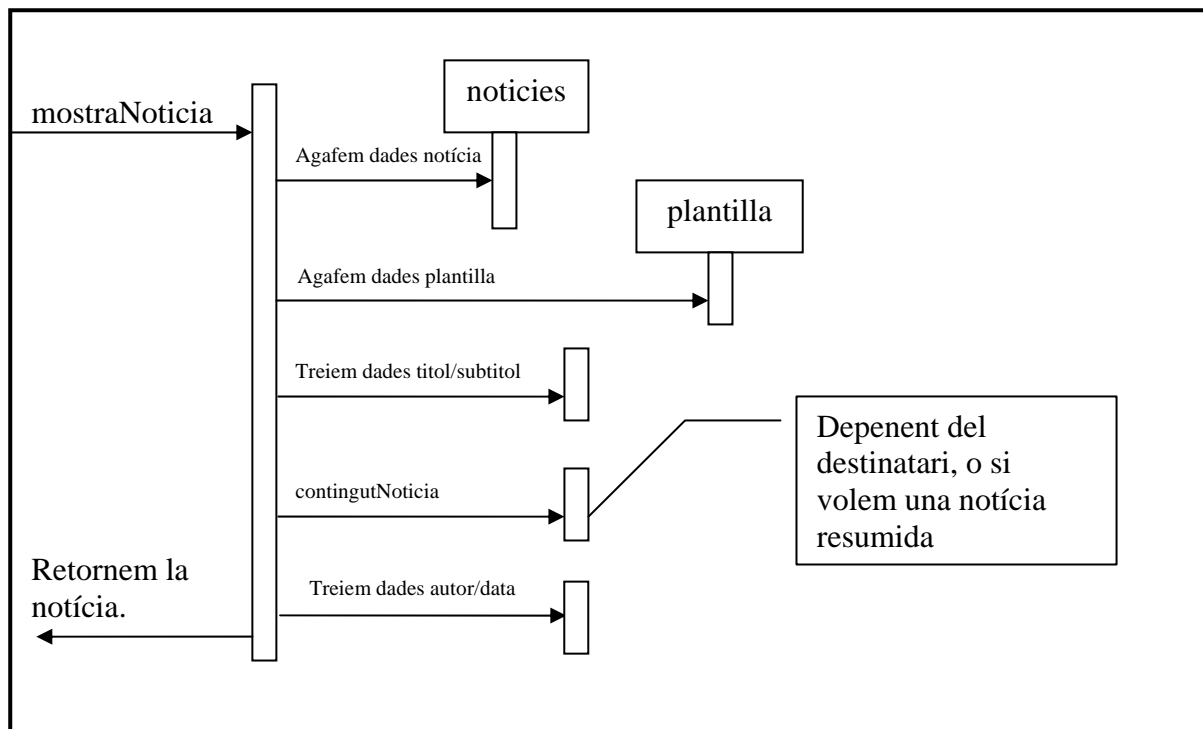 noticies
mostraNoticia
Agafem dades notícia
plantilla
Agafem dades plantilla
Treiem dades titol/subtitol
Depenent del
destinatari, o si
volem una notícia
resumida
contingutNoticia
Retornem la
notícia.
Treiem dades autor/data